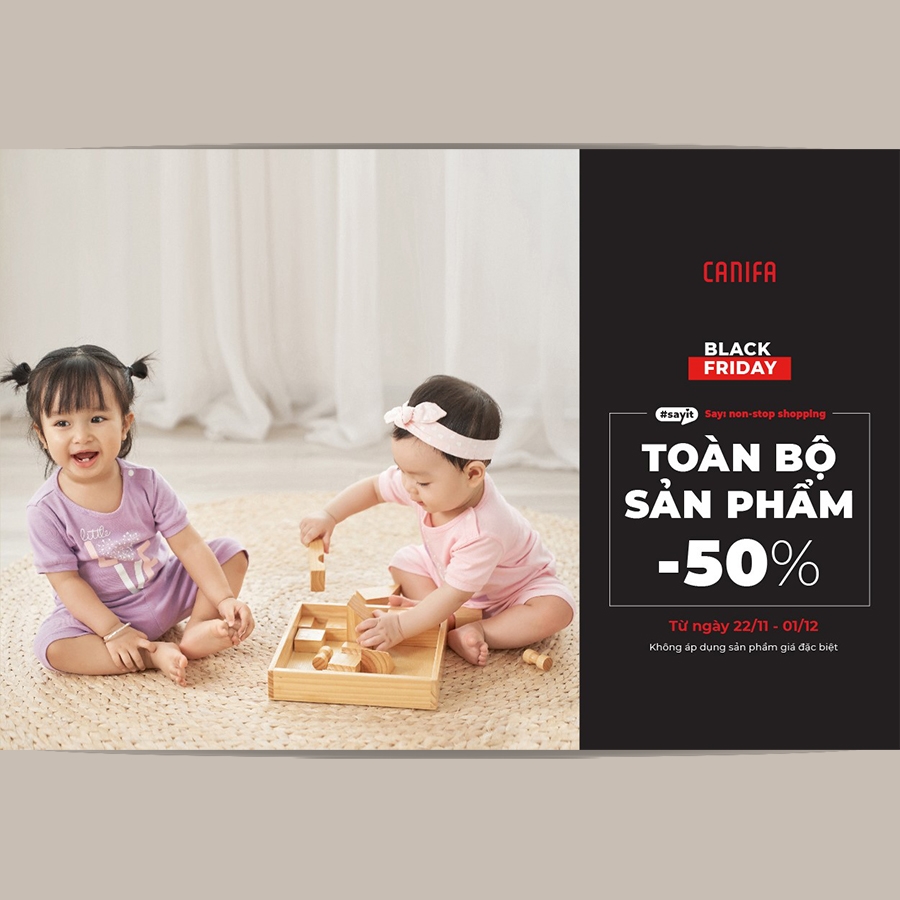 CANIFA
BLACK
FRIDAY
#sayit Say: non-stop shopping
TOÀN BỘ
SẢN PHẨM
-50%
Từ ngày 22/11 - 01/12
Không áp dụng sản phẩm giá đặc biệt
little